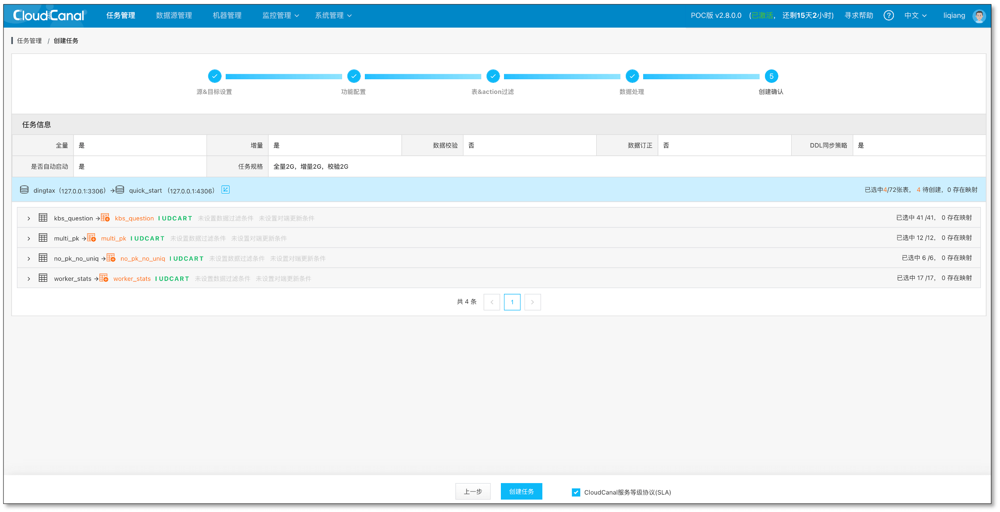 CloudCanal 任务管理 数据源管理 机器管理 监控管理 系统管理 POC版 v2.8.0.0 (已激活, 还剩15天2小时) 寻求帮助 ? 中文 liqiang
任务管理 / 创建任务
5
源&目标设置 功能配置 表&action过滤 数据处理 创建确认
任务信息
全量 是 增量 是 数据校验 否 数据订正 否 DDL同步策略 是
是否自动启动 是 任务规格 全量2G，增量2G，校验2G
dingtax（127.0.0.1:3306）→ quick_start （127.0.0.1:4306） 已选中4/72张表， 4 待创建，0 存在映射
kbs_question → kbs_question I U D C A R T 未设置数据过滤条件 未设置对端更新条件 已选中 41 /41， 0 存在映射
multi_pk → multi_pk I U D C A R T 未设置数据过滤条件 未设置对端更新条件 已选中 12 /12， 0 存在映射
no_pk_no_uniq → no_pk_no_uniq I U D C A R T 未设置数据过滤条件 未设置对端更新条件 已选中 6 /6， 0 存在映射
worker_stats → worker_stats I U D C A R T 未设置数据过滤条件 未设置对端更新条件 已选中 17 /17， 0 存在映射
共 4 条 < 1 >
上一步 创建任务 CloudCanal服务等级协议(SLA)